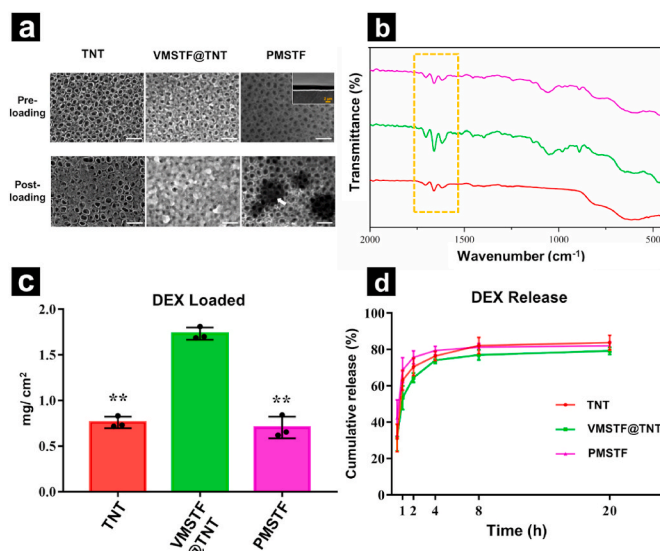 a
TNT VMSTF@TNT PMSTF
Pre-
loading
Post-
loading
b
Transmittance (%)
2000 1500 1000 500
Wavenumber (cm-1)
c
DEX Loaded
mg/ cm2
2.0
1.5
1.0
0.5
0.0
**
**
TNT
VMSTF
@TNT
PMSTF
d
DEX Release
Cumulative release (%)
100
80
60
40
20
0
TNT
VMSTF@TNT
PMSTF
1 2 4 8 20
Time (h)